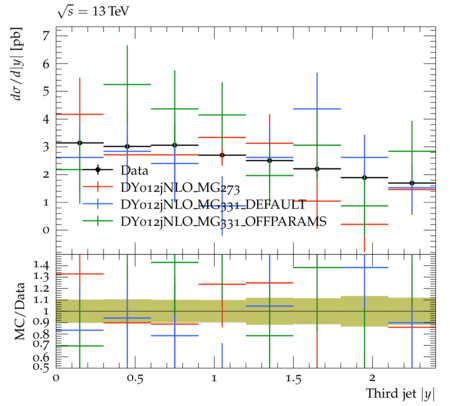 √s = 13 TeV
dσ/d|y| [pb]
7
6
5
4
3
2
1
0
Data
DY012jNLO_MG273
DY012jNLO_MG331_DEFAULT
DY012jNLO_MG331_OFFPARAMS
MC/Data
1.4
1.3
1.2
1.1
1
0.9
0.8
0.7
0.6
0.5
0 0.5 1 1.5 2
Third jet |y|